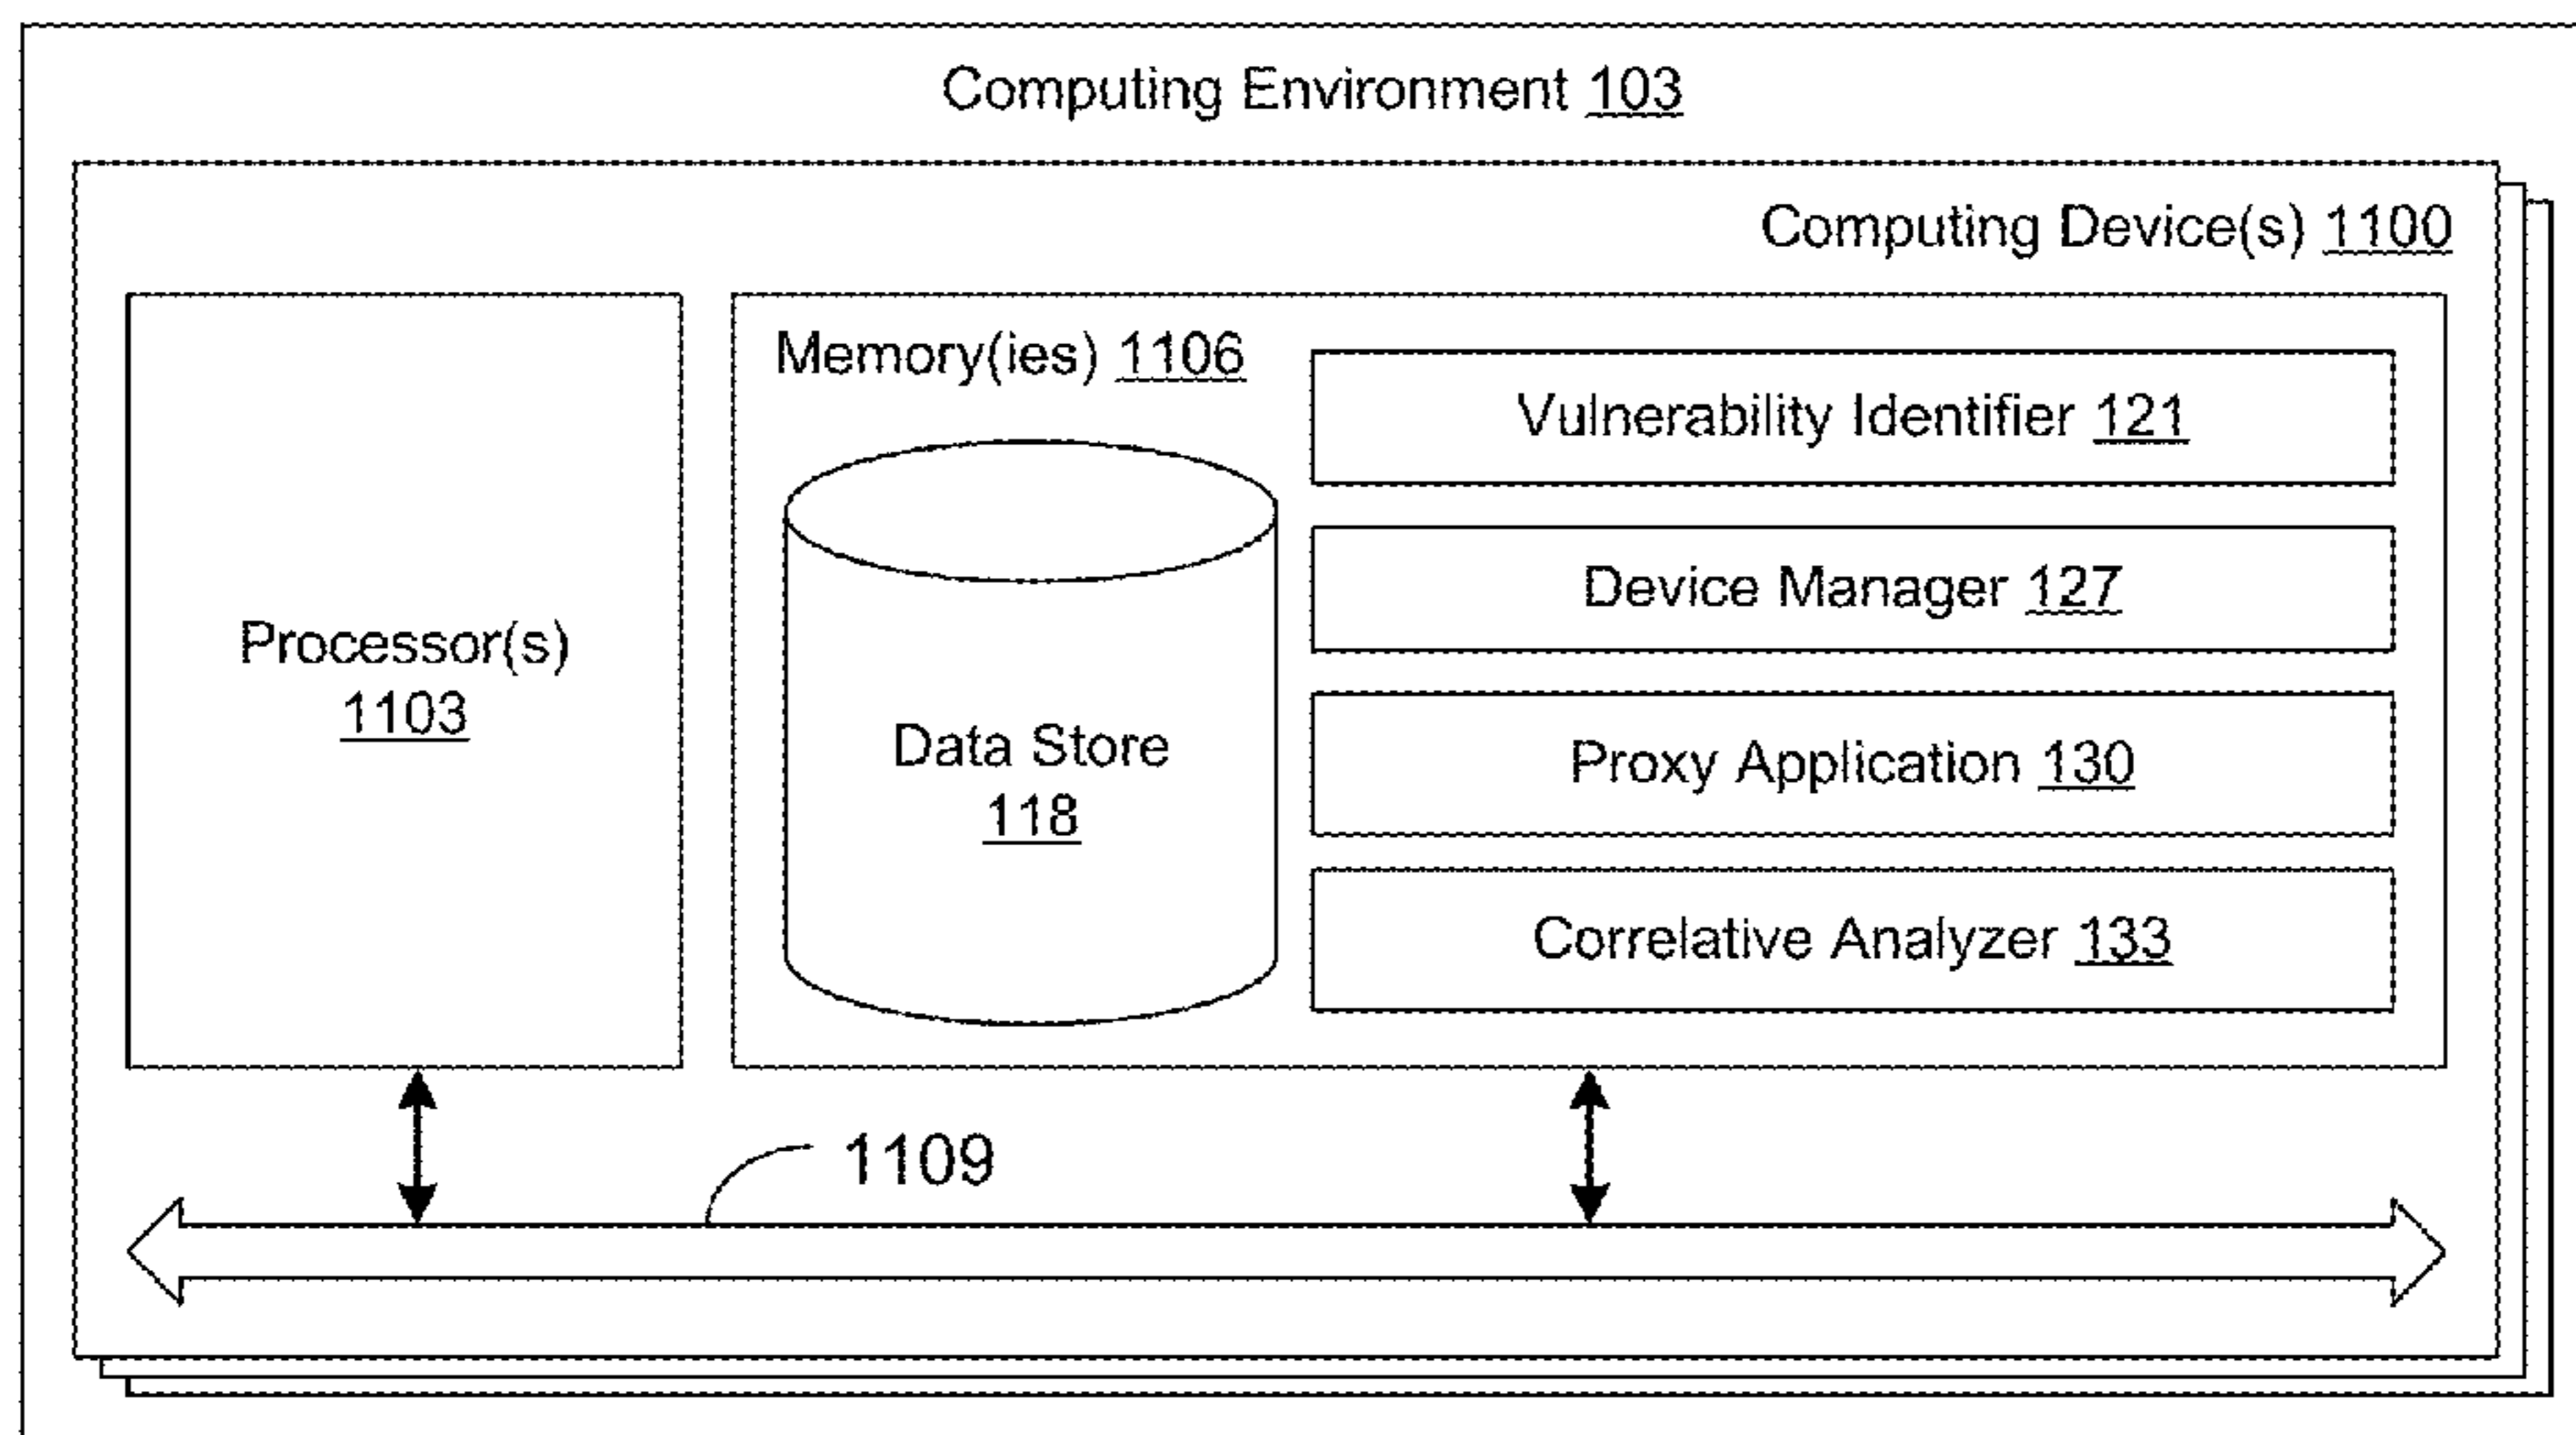 Computing Environment 103
Computing Device(s) 1100
Processor(s)
1103
Memory(ies) 1106
Data Store
118
Vulnerability Identifier 121
Device Manager 127
Proxy Application 130
Correlative Analyzer 133
1109